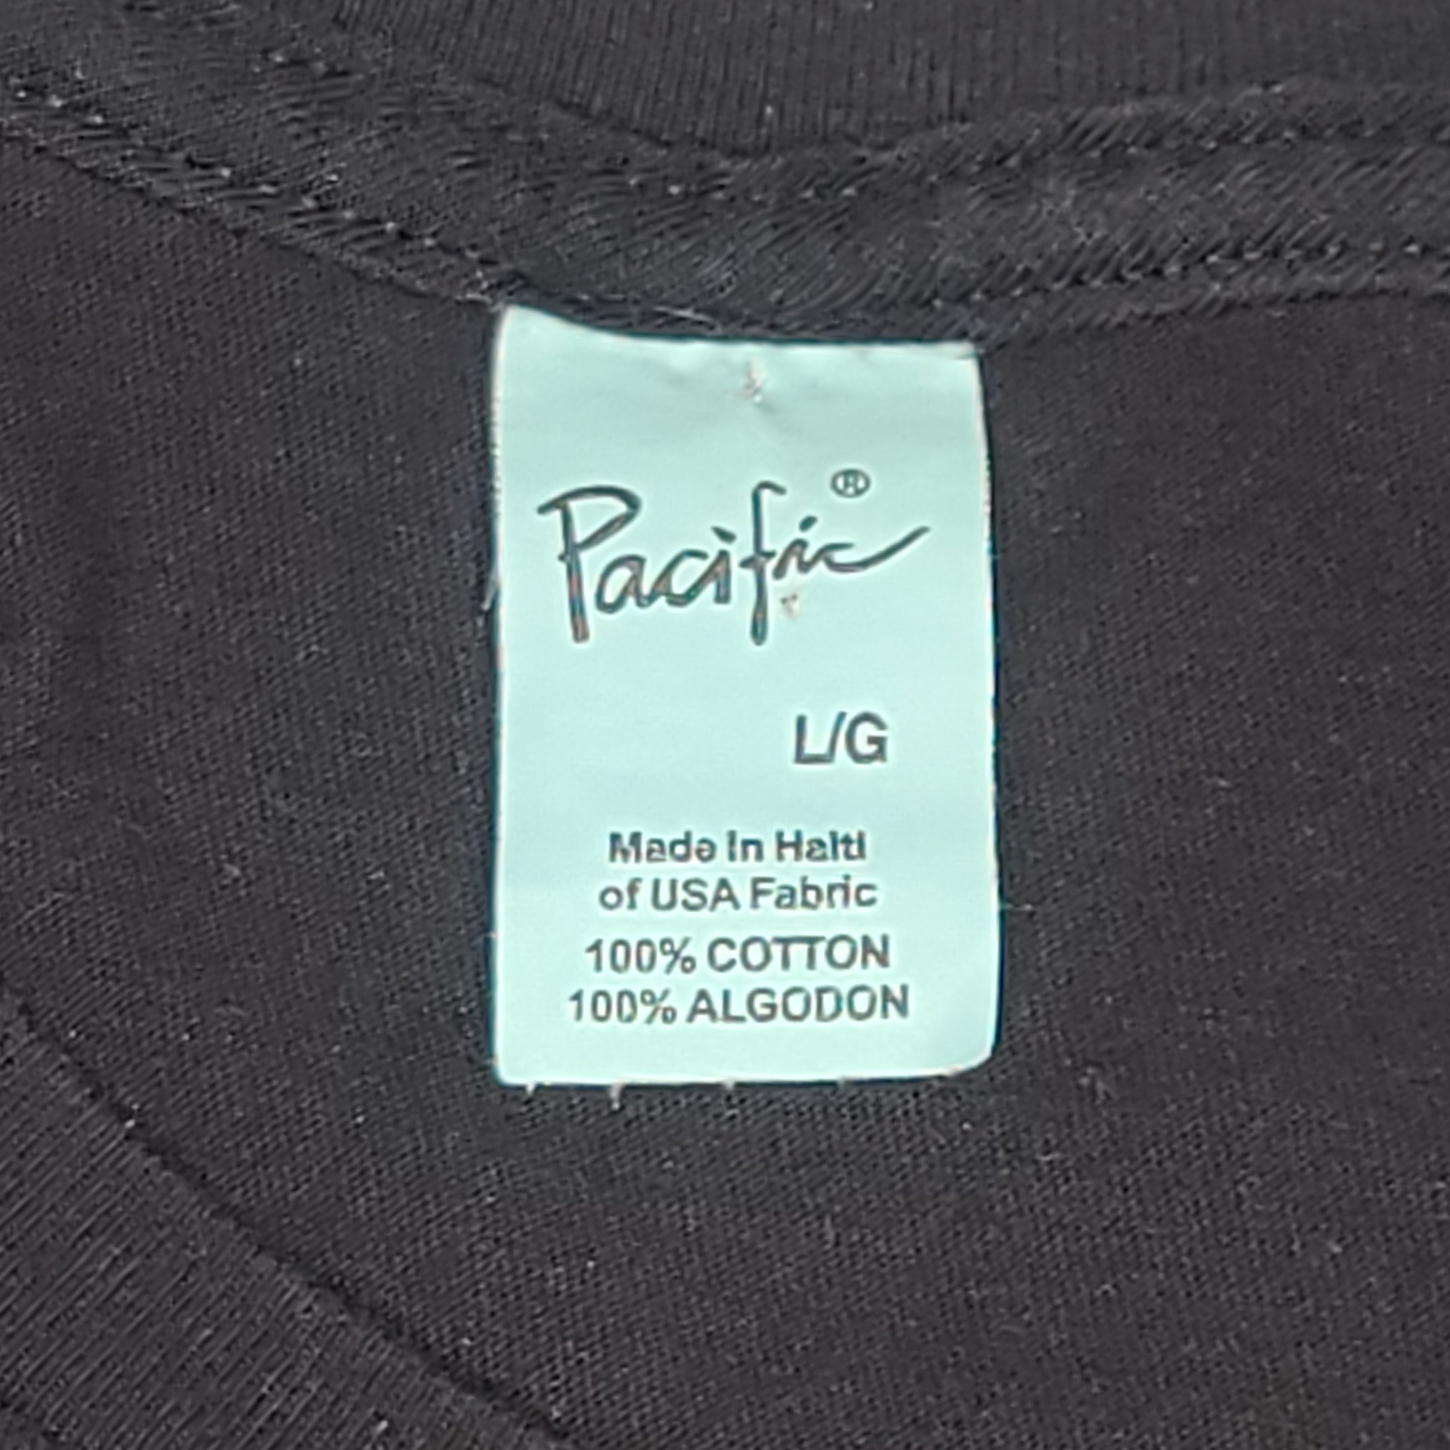 Pacific®
L/G
Made in Haiti
of USA Fabric
100% COTTON
100% ALGODON